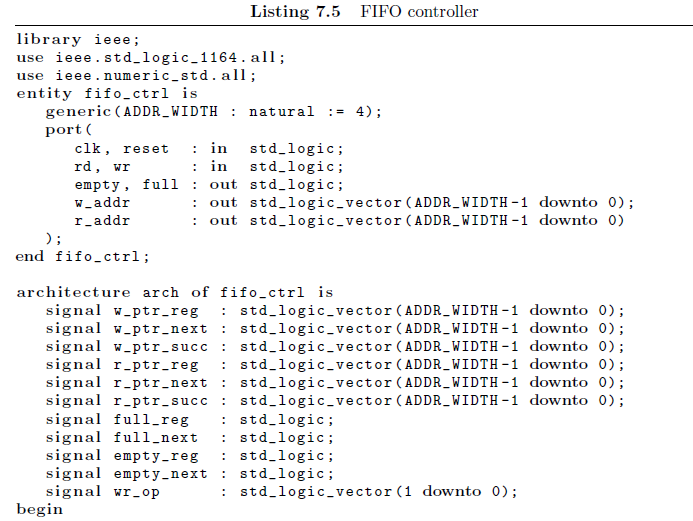 Listing 7.5 FIFO controller
library ieee;
use ieee.std_logic_1164.all;
use ieee.numeric_std.all;
entity fifo_ctrl is
   generic(ADDR_WIDTH : natural := 4);
   port(
      clk, reset  : in  std_logic;
      rd, wr      : in  std_logic;
      empty, full : out std_logic;
      w_addr      : out std_logic_vector(ADDR_WIDTH-1 downto 0);
      r_addr      : out std_logic_vector(ADDR_WIDTH-1 downto 0)
   );
end fifo_ctrl;

architecture arch of fifo_ctrl is
   signal w_ptr_reg  : std_logic_vector(ADDR_WIDTH-1 downto 0);
   signal w_ptr_next : std_logic_vector(ADDR_WIDTH-1 downto 0);
   signal w_ptr_succ : std_logic_vector(ADDR_WIDTH-1 downto 0);
   signal r_ptr_reg  : std_logic_vector(ADDR_WIDTH-1 downto 0);
   signal r_ptr_next : std_logic_vector(ADDR_WIDTH-1 downto 0);
   signal r_ptr_succ : std_logic_vector(ADDR_WIDTH-1 downto 0);
   signal full_reg   : std_logic;
   signal full_next  : std_logic;
   signal empty_reg  : std_logic;
   signal empty_next : std_logic;
   signal wr_op      : std_logic_vector(1 downto 0);
begin